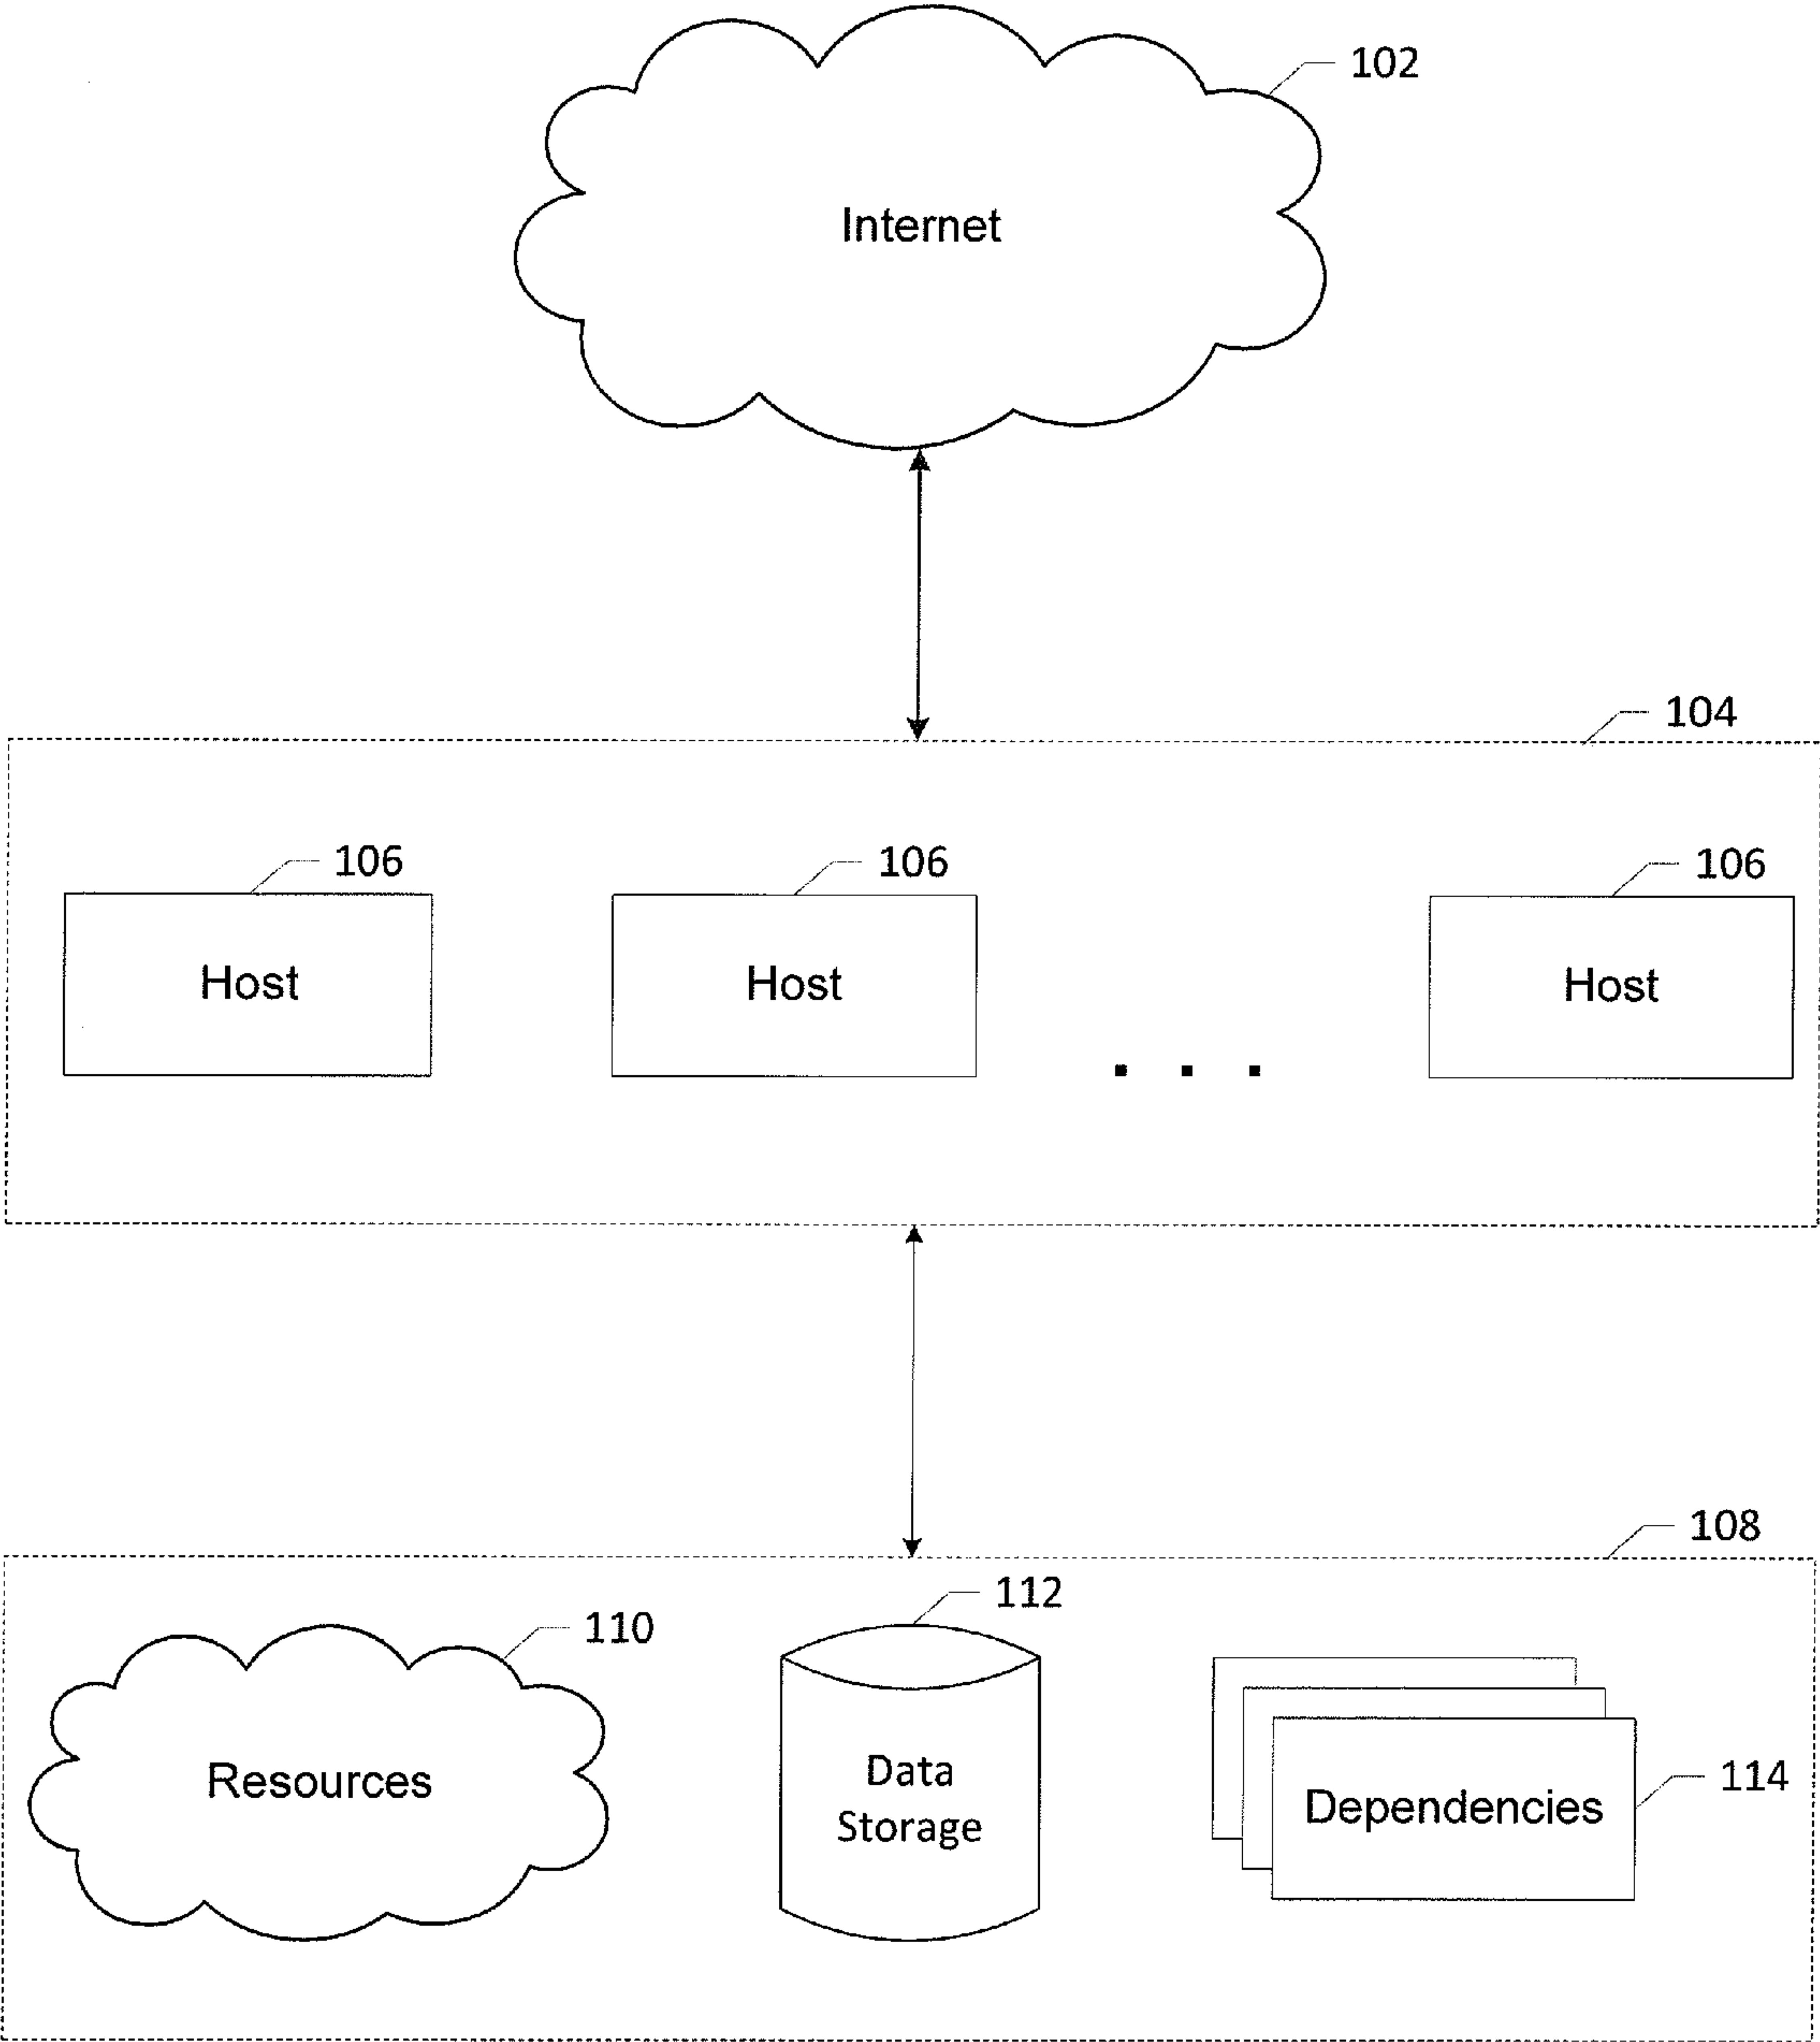 102
Internet
104
106 106 106
Host Host Host
. . .
108
112
110
Data
Storage
Resources
114
Dependencies